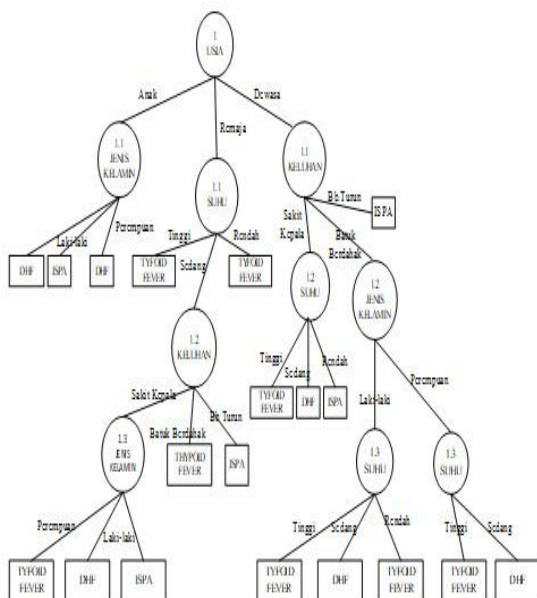 1
USIA
Anak
Remaja
Dewasa
1.1
JENIS
KELAMIN
1.1
SUHU
1.1
KELUHAN
Laki-laki
Perempuan
Tinggi
Sedang
Rendah
Sakit
Kepala
Batuk
Berdahak
Bb Turun
ISPA
DHF
ISPA
DHF
TYFOID
FEVER
TYFOID
FEVER
1.2
SUHU
1.2
JENIS
KELAMIN
1.2
KELUHAN
Tinggi
Sedang
Rendah
TYFOID
FEVER
DHF
ISPA
Laki-laki
Perempuan
Sakit Kepala
Batuk Berdahak
Bb Turun
THYPOID
FEVER
ISPA
1.3
JENIS
KELAMIN
1.3
SUHU
1.3
SUHU
Perempuan
Laki-laki
Tinggi
Sedang
Rendah
Tinggi
Sedang
TYFOID
FEVER
DHF
ISPA
TYFOID
FEVER
DHF
TYFOID
FEVER
TYFOID
FEVER
DHF